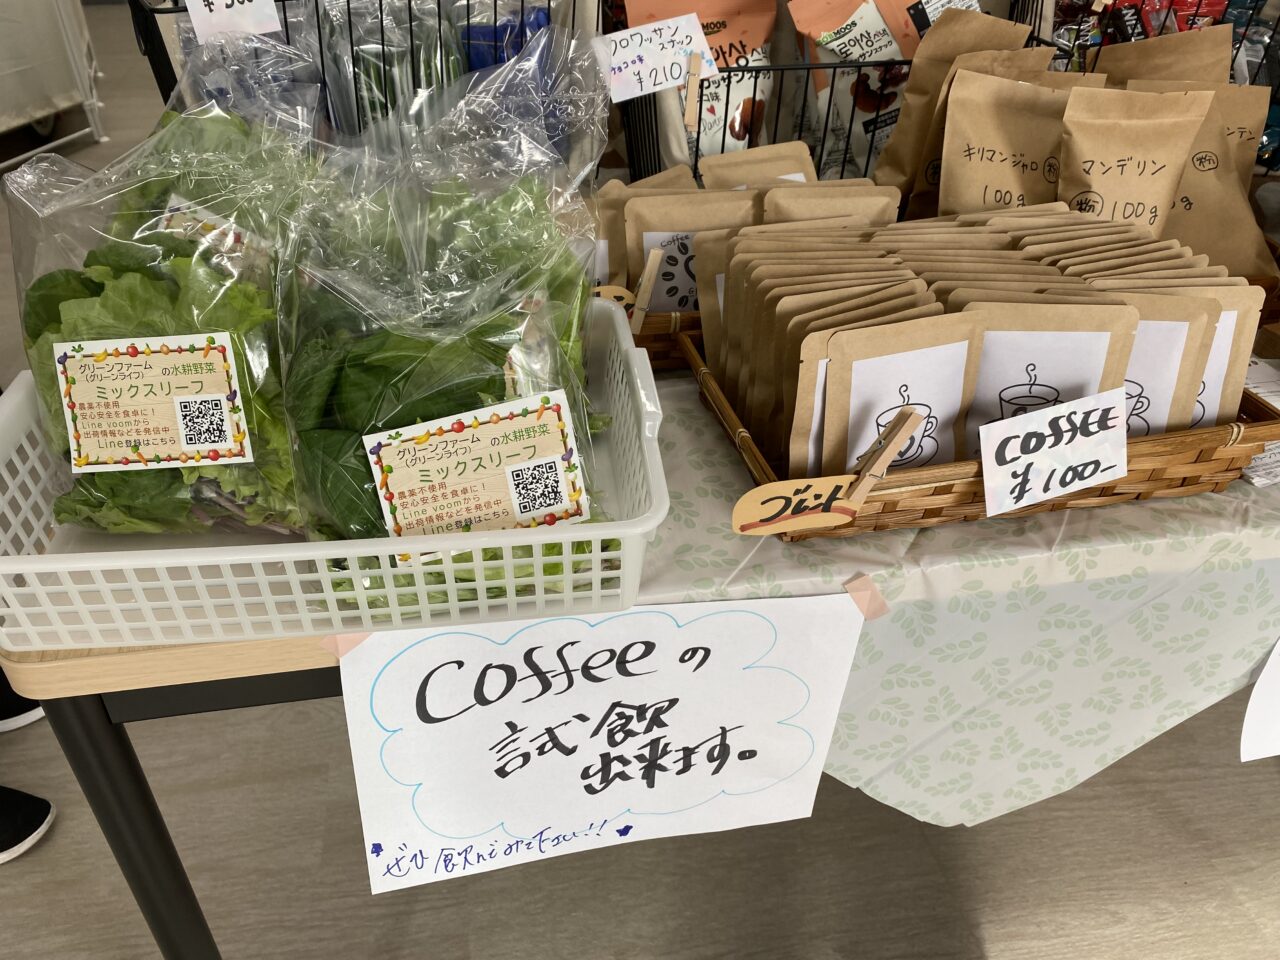 クロワッサン
スナック
チョコ味
¥210
MOOS
キリマンジャロ 粉
100g
マンデリン
粉 100g
Coffee
グリーンファーム
(グリーンライフ)
の水耕野菜
ミックスリーフ
農薬不使用
安心安全を食卓に！
Line voomから
出荷情報などを発信中
Line登録はこちら
グリーンファーム
(グリーンライフ)
の水耕野菜
ミックスリーフ
農薬不使用
安心安全を食卓に！
Line voomから
出荷情報などを発信中
Line登録はこちら
ブレンド
COFFEE
¥100-
Coffeeの
試飲
出来ます。
ぜひ飲んでみて下さい!!